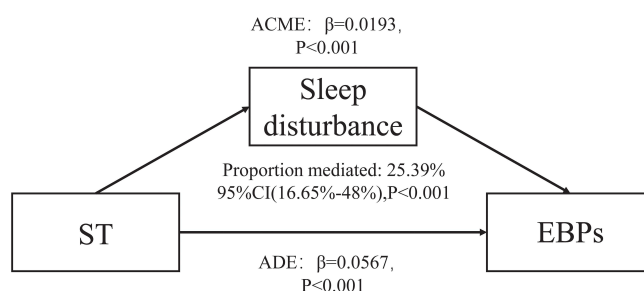 ACME: β=0.0193,
P<0.001
Sleep
disturbance
Proportion mediated: 25.39%
95%CI(16.65%-48%),P<0.001
ST
EBPs
ADE: β=0.0567,
P<0.001